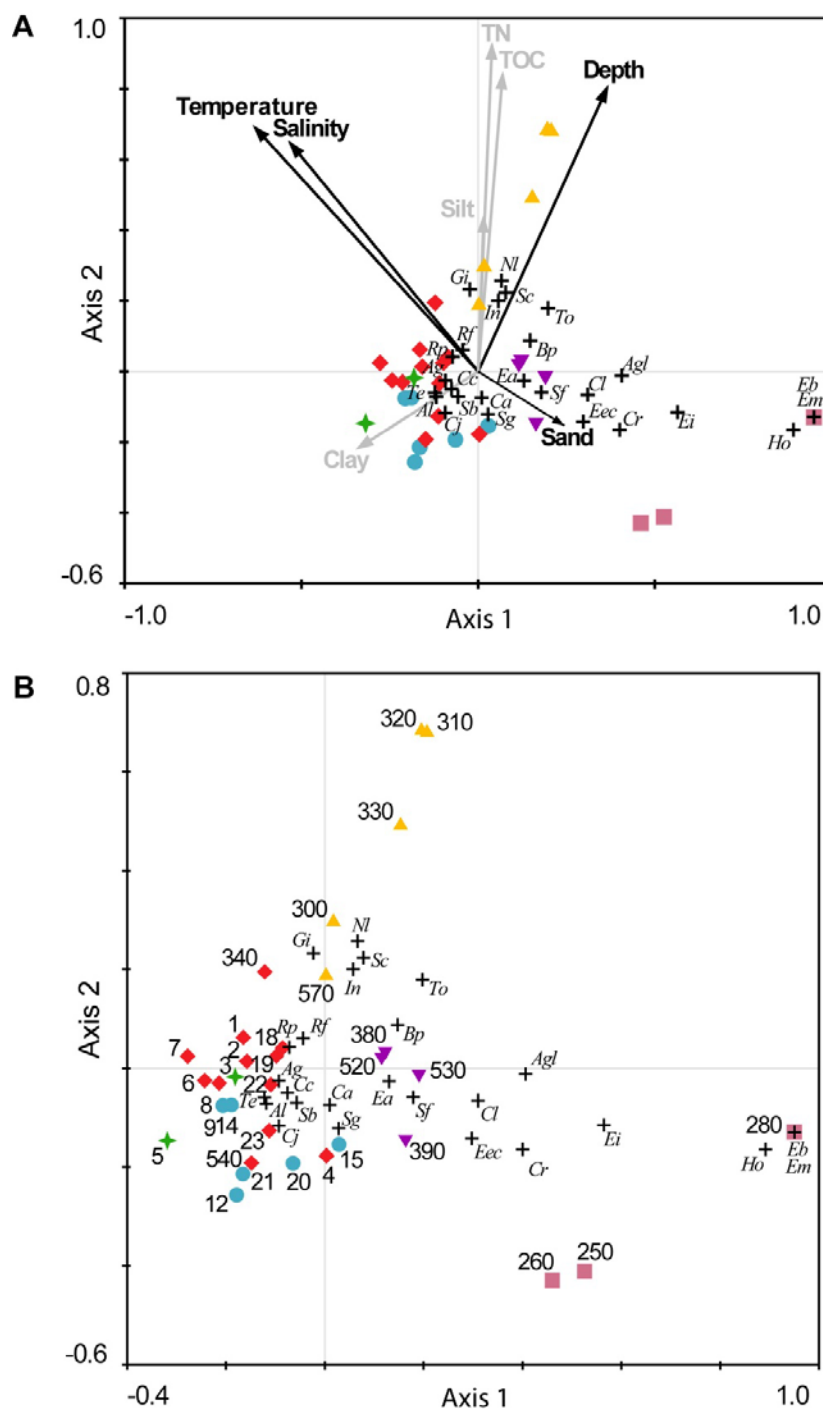 A
1.0
TN
TOC
Depth
Temperature
Salinity
Silt
Axis 2
Gi
Nl
Sc
In
To
Rf
Rp
Bp
Ag
Cc
Ea
Agl
Te
Al
Sb
Ca
Sf
Cl
Eb
Em
Cj
Sg
Sand
Eec
Cr
Ei
Ho
Clay
-0.6
-1.0
Axis 1
1.0
B
0.8
320
310
330
300
Gi
Nl
Sc
In
340
570
To
1
18
Rp
Rf
Bp
380
7
2
3
19
Ag
520
530
Agl
6
22
Cc
Ea
8
Te
Al
Sb
Ca
Sf
Cl
914
Cj
Sg
Ei
280
Eb
Em
23
15
390
Eec
Cr
Ho
5
540
21
20
4
12
260
250
Axis 2
-0.6
-0.4
Axis 1
1.0